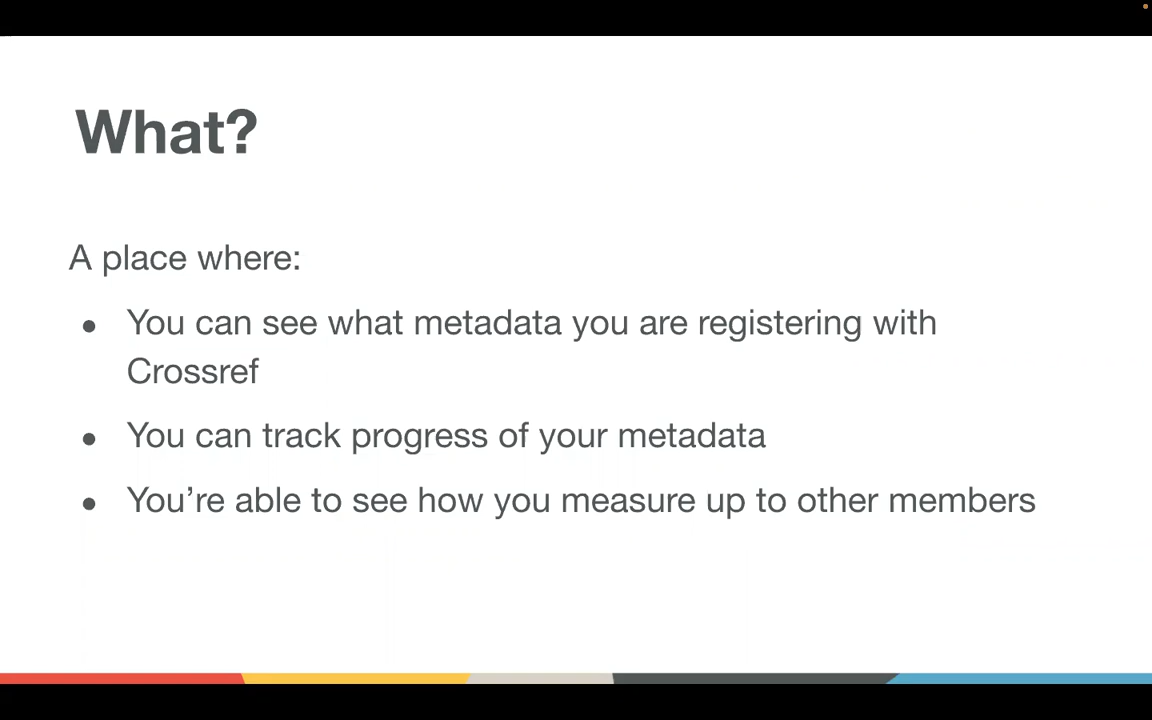 What?
A place where:
● You can see what metadata you are registering with
Crossref
● You can track progress of your metadata
● You’re able to see how you measure up to other members